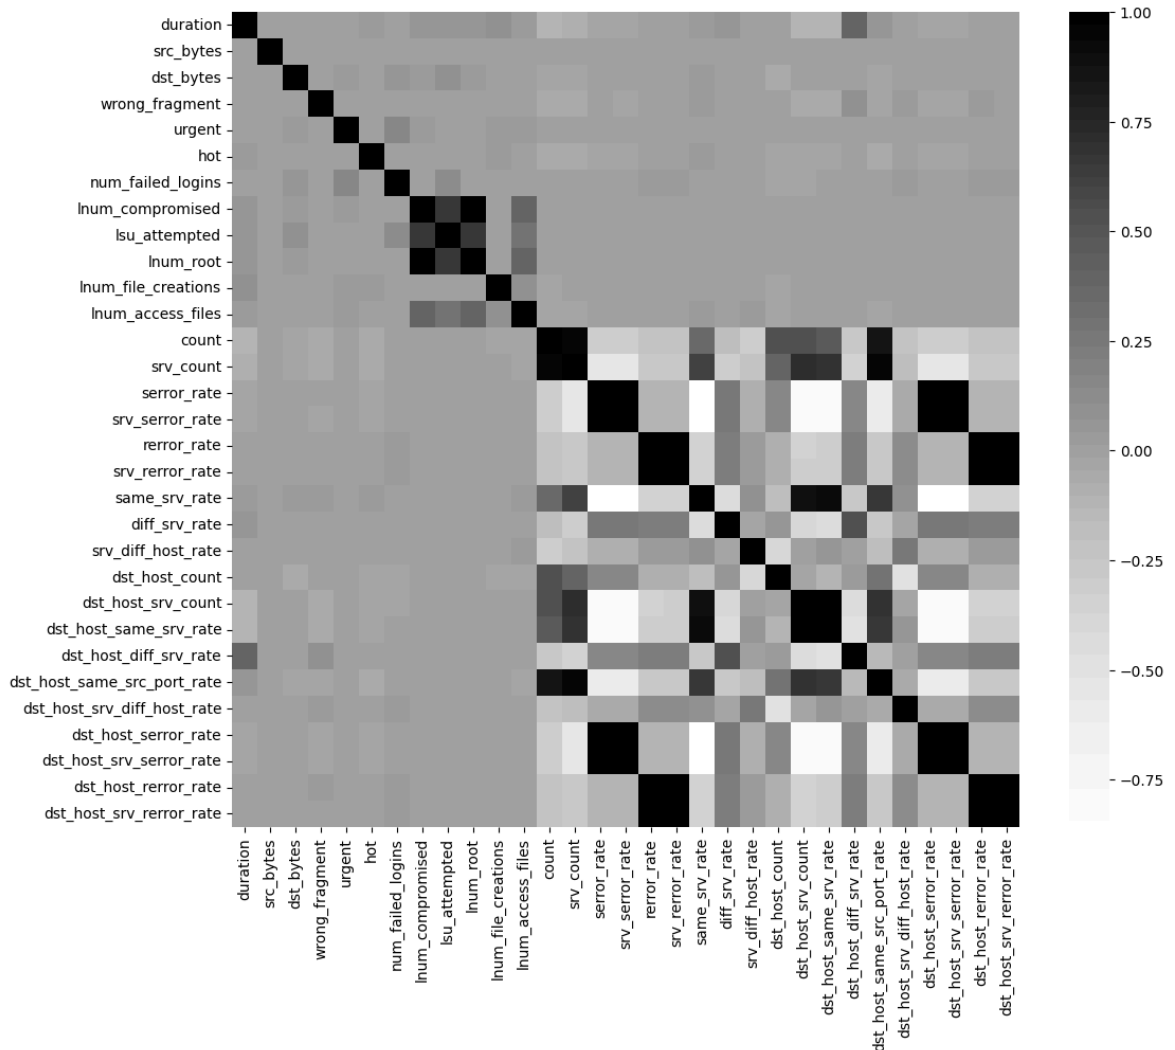 duration
src_bytes
dst_bytes
wrong_fragment
urgent
hot
num_failed_logins
lnum_compromised
lsu_attempted
lnum_root
lnum_file_creations
lnum_access_files
count
srv_count
serror_rate
srv_serror_rate
rerror_rate
srv_rerror_rate
same_srv_rate
diff_srv_rate
srv_diff_host_rate
dst_host_count
dst_host_srv_count
dst_host_same_srv_rate
dst_host_diff_srv_rate
dst_host_same_src_port_rate
dst_host_srv_diff_host_rate
dst_host_serror_rate
dst_host_srv_serror_rate
dst_host_rerror_rate
dst_host_srv_rerror_rate
duration
src_bytes
dst_bytes
wrong_fragment
urgent
hot
num_failed_logins
lnum_compromised
lsu_attempted
lnum_root
lnum_file_creations
lnum_access_files
count
srv_count
serror_rate
srv_serror_rate
rerror_rate
srv_rerror_rate
same_srv_rate
diff_srv_rate
srv_diff_host_rate
dst_host_count
dst_host_srv_count
dst_host_same_srv_rate
dst_host_diff_srv_rate
dst_host_same_src_port_rate
dst_host_srv_diff_host_rate
dst_host_serror_rate
dst_host_srv_serror_rate
dst_host_rerror_rate
dst_host_srv_rerror_rate
1.00
0.75
0.50
0.25
0.00
−0.25
−0.50
−0.75